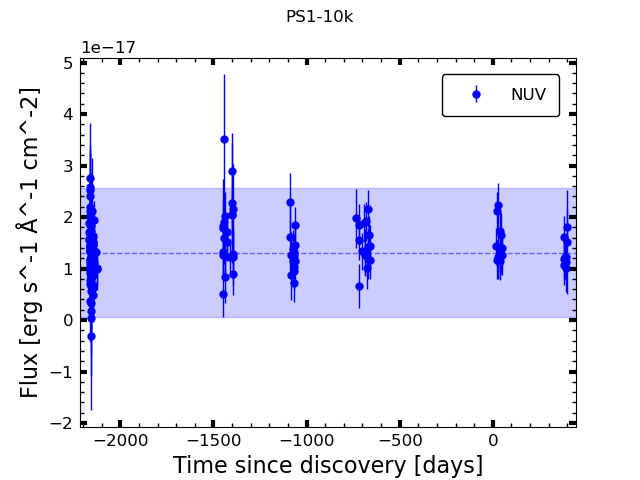 PS1-10k
1e−17
5
4
3
2
1
0
−1
−2
NUV
Flux [erg s^-1 Å^-1 cm^-2]
−2000
−1500
−1000
−500
0
Time since discovery [days]